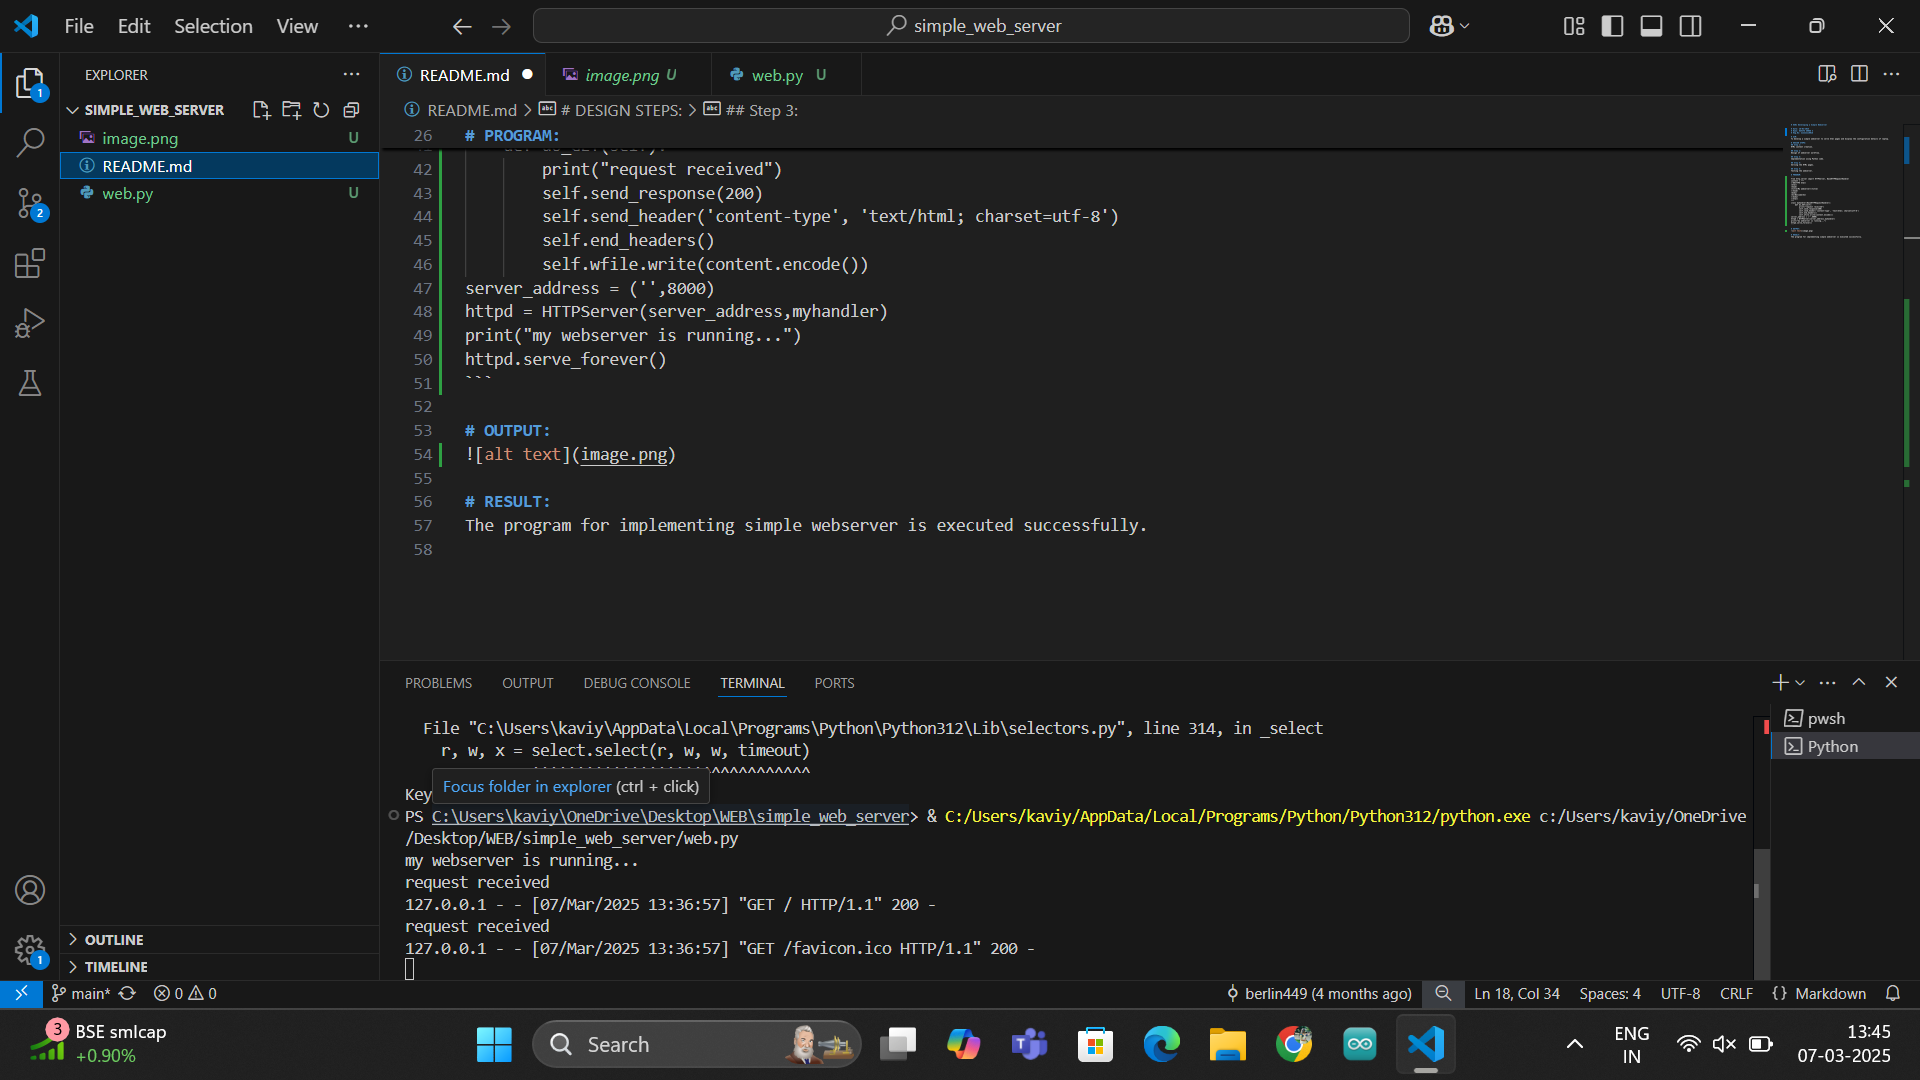 File Edit Selection View ···
simple_web_server
EXPLORER
SIMPLE_WEB_SERVER
image.png U
README.md
web.py U
OUTLINE
TIMELINE
README.md
image.png U
web.py U
README.md > # DESIGN STEPS: > ## Step 3:
26 # PROGRAM:
42 print("request received")
43 self.send_response(200)
44 self.send_header('content-type', 'text/html; charset=utf-8')
45 self.end_headers()
46 self.wfile.write(content.encode())
47 server_address = ('',8000)
48 httpd = HTTPServer(server_address,myhandler)
49 print("my webserver is running...")
50 httpd.serve_forever()
51 ```
52
53 # OUTPUT:
54 ![alt text](image.png)
55
56 # RESULT:
57 The program for implementing simple webserver is executed successfully.
58
PROBLEMS OUTPUT DEBUG CONSOLE TERMINAL PORTS
File "C:\Users\kaviy\AppData\Local\Programs\Python\Python312\Lib\selectors.py", line 314, in _select
r, w, x = select.select(r, w, w, timeout)
Key
Focus folder in explorer (ctrl + click)
PS C:\Users\kaviy\OneDrive\Desktop\WEB\simple_web_server> & C:/Users/kaviy/AppData/Local/Programs/Python/Python312/python.exe c:/Users/kaviy/OneDrive
/Desktop/WEB/simple_web_server/web.py
my webserver is running...
request received
127.0.0.1 - - [07/Mar/2025 13:36:57] "GET / HTTP/1.1" 200 -
request received
127.0.0.1 - - [07/Mar/2025 13:36:57] "GET /favicon.ico HTTP/1.1" 200 -
pwsh
Python
1
2
1
main* 0 0 berlin449 (4 months ago) Ln 18, Col 34 Spaces: 4 UTF-8 CRLF {} Markdown
3 BSE smlcap
+0.90%
Search
ENG
IN
13:45
07-03-2025